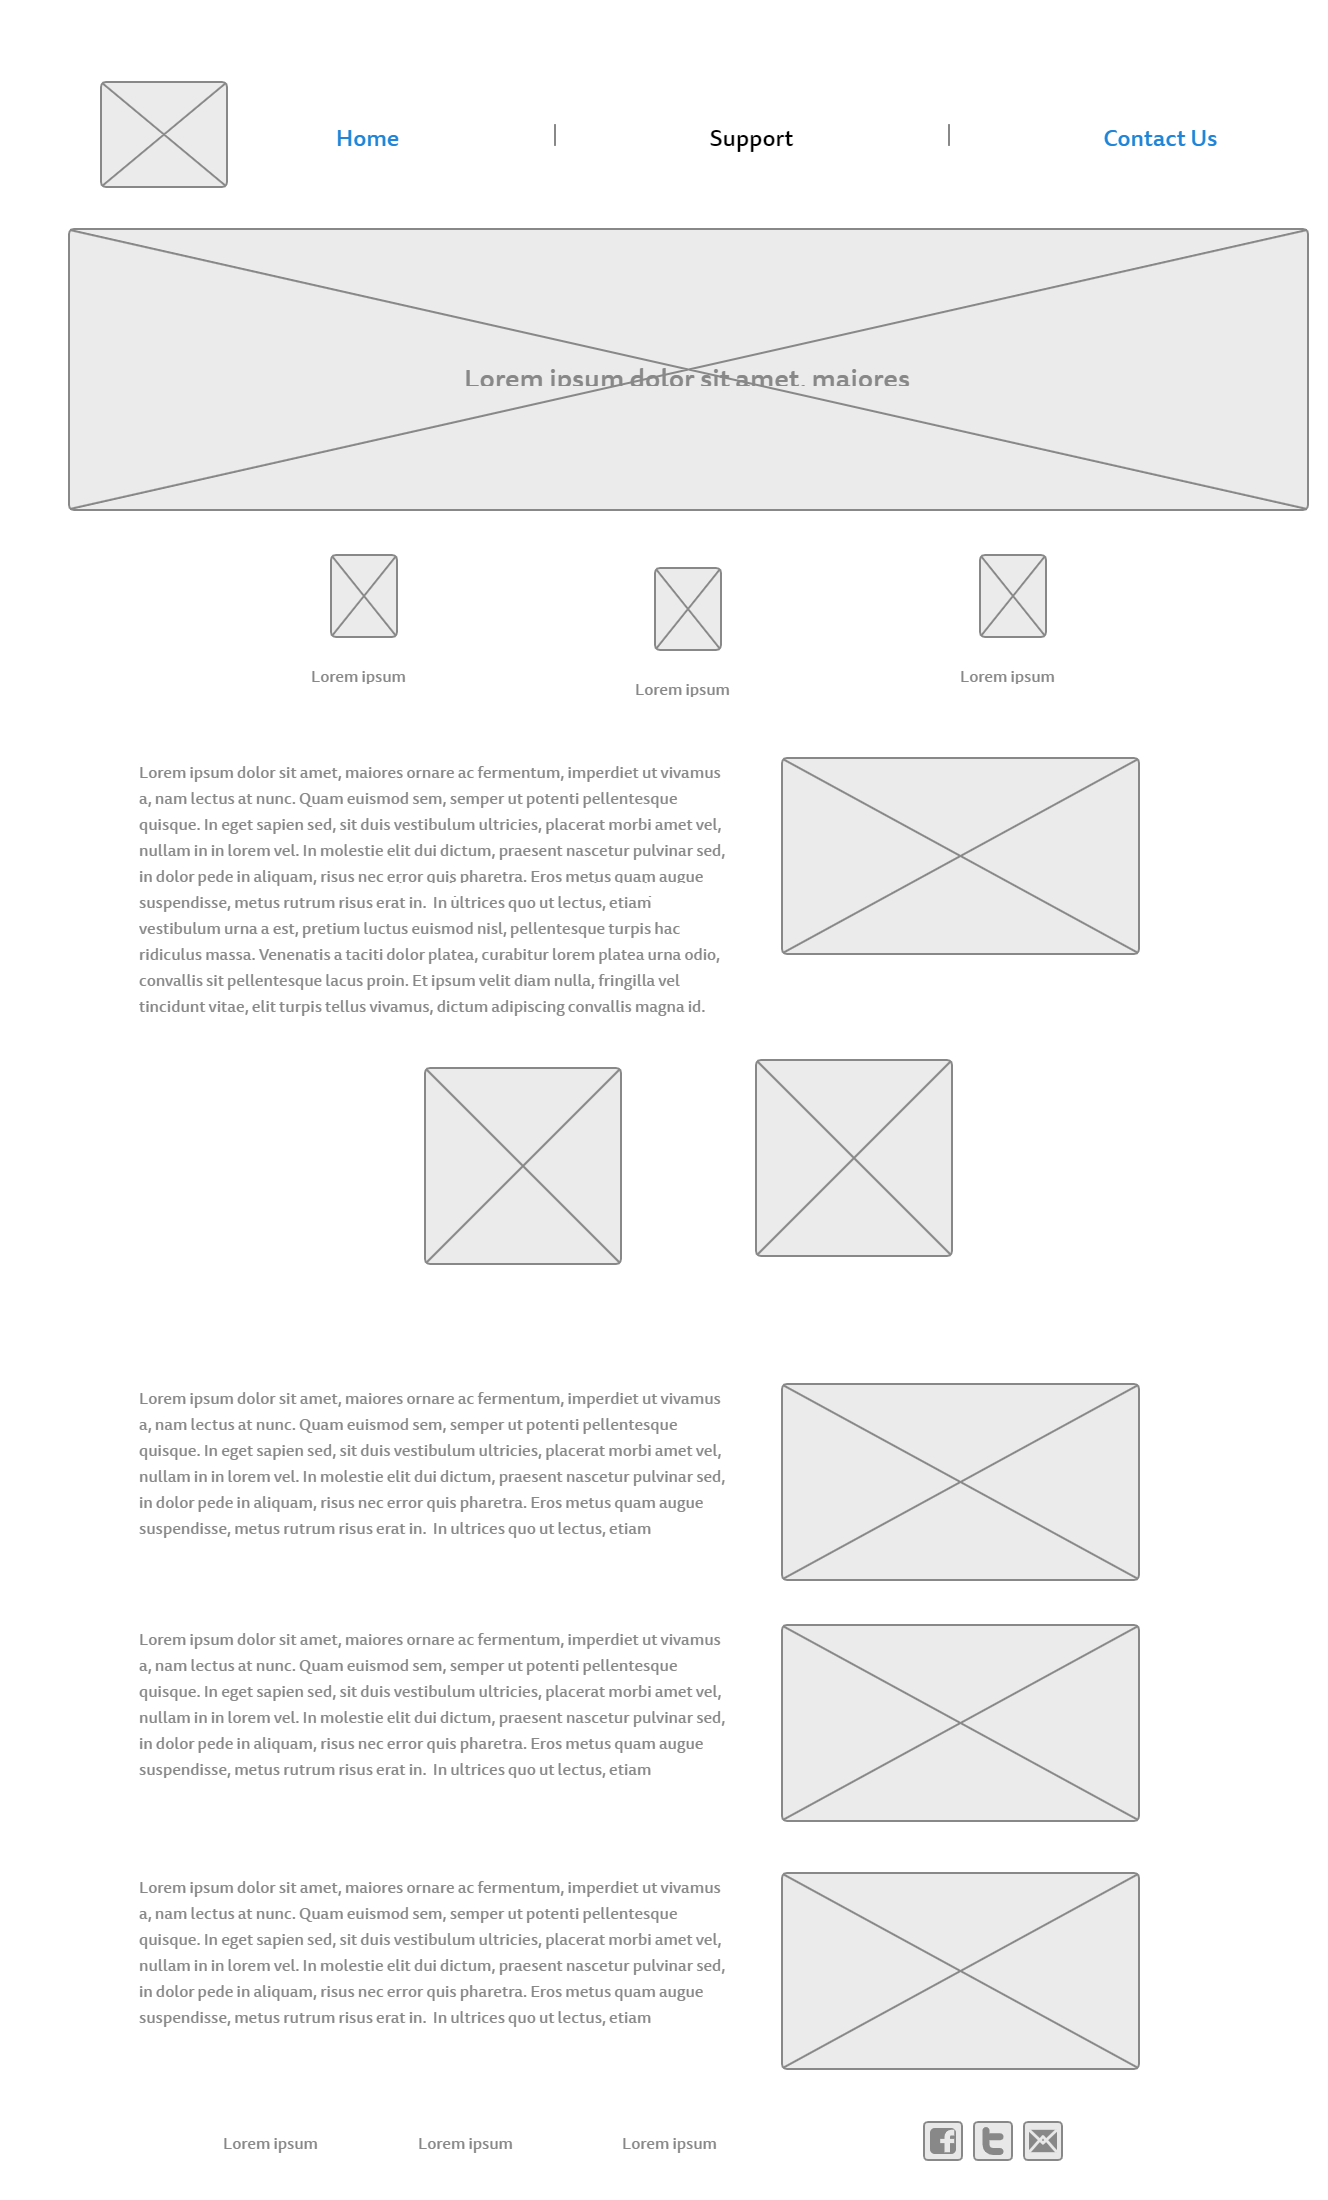 Home
Support
Contact Us
Lorem ipsum dolor sit amet, maiores
Lorem ipsum
Lorem ipsum
Lorem ipsum
Lorem ipsum dolor sit amet, maiores ornare ac fermentum, imperdiet ut vivamus
a, nam lectus at nunc. Quam euismod sem, semper ut potenti pellentesque
quisque. In eget sapien sed, sit duis vestibulum ultricies, placerat morbi amet vel,
nullam in in lorem vel. In molestie elit dui dictum, praesent nascetur pulvinar sed,
in dolor pede in aliquam, risus nec error quis pharetra. Eros metus quam augue
suspendisse, metus rutrum risus erat in.  In ultrices quo ut lectus, etiam
vestibulum urna a est, pretium luctus euismod nisl, pellentesque turpis hac
ridiculus massa. Venenatis a taciti dolor platea, curabitur lorem platea urna odio,
convallis sit pellentesque lacus proin. Et ipsum velit diam nulla, fringilla vel
tincidunt vitae, elit turpis tellus vivamus, dictum adipiscing convallis magna id.
Lorem ipsum dolor sit amet, maiores ornare ac fermentum, imperdiet ut vivamus
a, nam lectus at nunc. Quam euismod sem, semper ut potenti pellentesque
quisque. In eget sapien sed, sit duis vestibulum ultricies, placerat morbi amet vel,
nullam in in lorem vel. In molestie elit dui dictum, praesent nascetur pulvinar sed,
in dolor pede in aliquam, risus nec error quis pharetra. Eros metus quam augue
suspendisse, metus rutrum risus erat in.  In ultrices quo ut lectus, etiam
Lorem ipsum dolor sit amet, maiores ornare ac fermentum, imperdiet ut vivamus
a, nam lectus at nunc. Quam euismod sem, semper ut potenti pellentesque
quisque. In eget sapien sed, sit duis vestibulum ultricies, placerat morbi amet vel,
nullam in in lorem vel. In molestie elit dui dictum, praesent nascetur pulvinar sed,
in dolor pede in aliquam, risus nec error quis pharetra. Eros metus quam augue
suspendisse, metus rutrum risus erat in.  In ultrices quo ut lectus, etiam
Lorem ipsum dolor sit amet, maiores ornare ac fermentum, imperdiet ut vivamus
a, nam lectus at nunc. Quam euismod sem, semper ut potenti pellentesque
quisque. In eget sapien sed, sit duis vestibulum ultricies, placerat morbi amet vel,
nullam in in lorem vel. In molestie elit dui dictum, praesent nascetur pulvinar sed,
in dolor pede in aliquam, risus nec error quis pharetra. Eros metus quam augue
suspendisse, metus rutrum risus erat in.  In ultrices quo ut lectus, etiam
Lorem ipsum
Lorem ipsum
Lorem ipsum